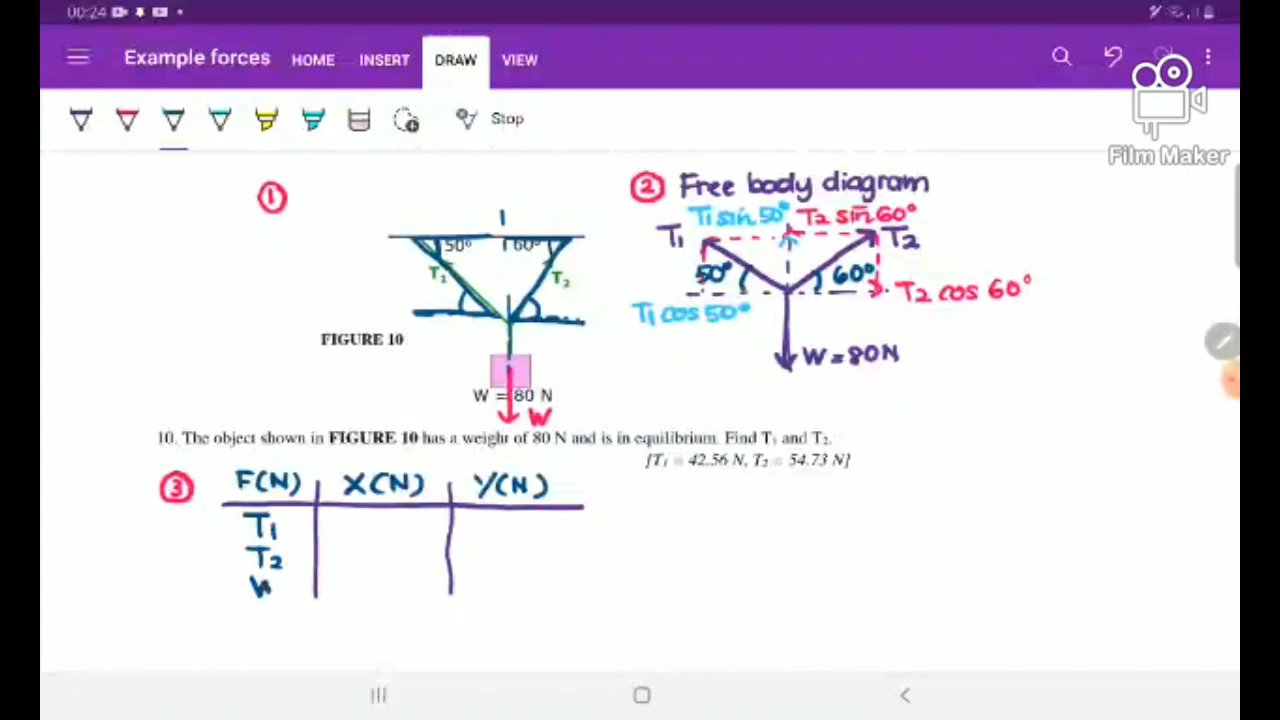 00:24
Example forces HOME INSERT DRAW VIEW
Stop
Film Maker
① ② Free body diagram
T1 sin 50° T2 sin 60°
T1 T2
50° 60° 50° 60°
T1 T2
T2 cos 60°
T1 cos 50°
FIGURE 10
W = 80 N
W = 80 N
W
10. The object shown in FIGURE 10 has a weight of 80 N and is in equilibrium. Find T₁ and T₂.
[T₁ = 42.56 N, T₂ = 54.73 N]
③ F(N) X(N) Y(N)
T1
T2
W